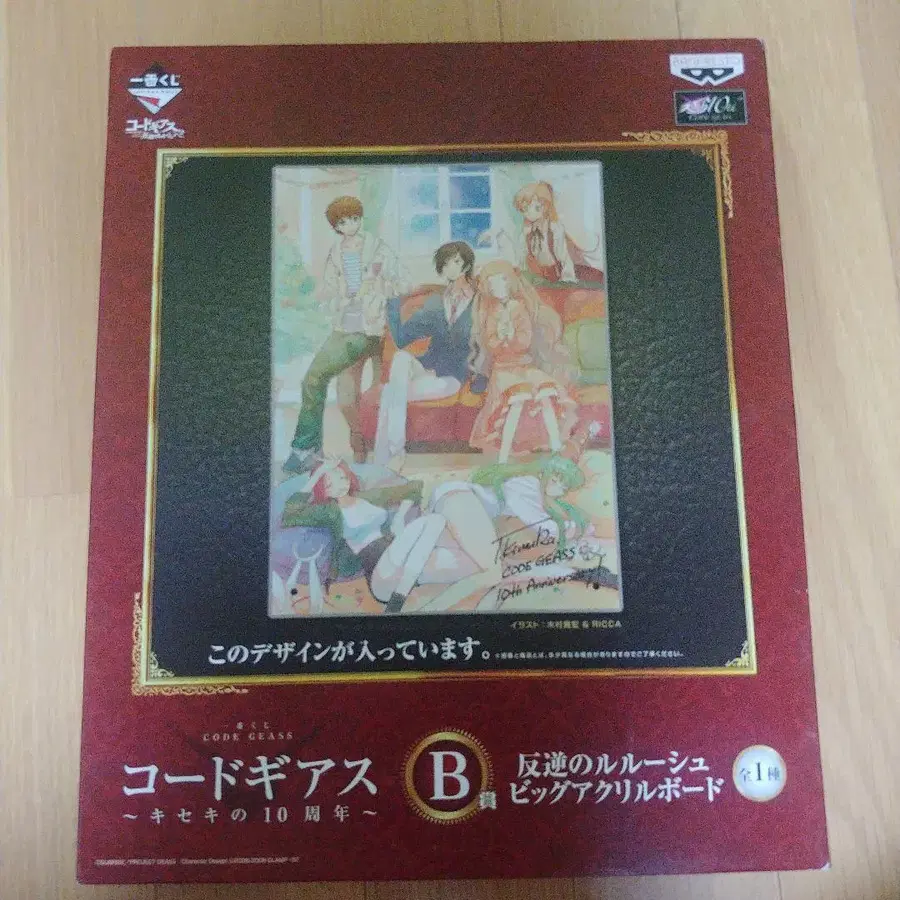 一番くじ
コードギアス
BANPRESTO
10th
T.Kimura
CODE GEASS
10th Anniversary!
イラスト：木村貴宏 & RICCA
このデザインが入っています。
一番くじ
CODE GEASS
コードギアス
～キセキの10周年～
B賞
反逆のルルーシュ
ビッグアクリルボード
全1種